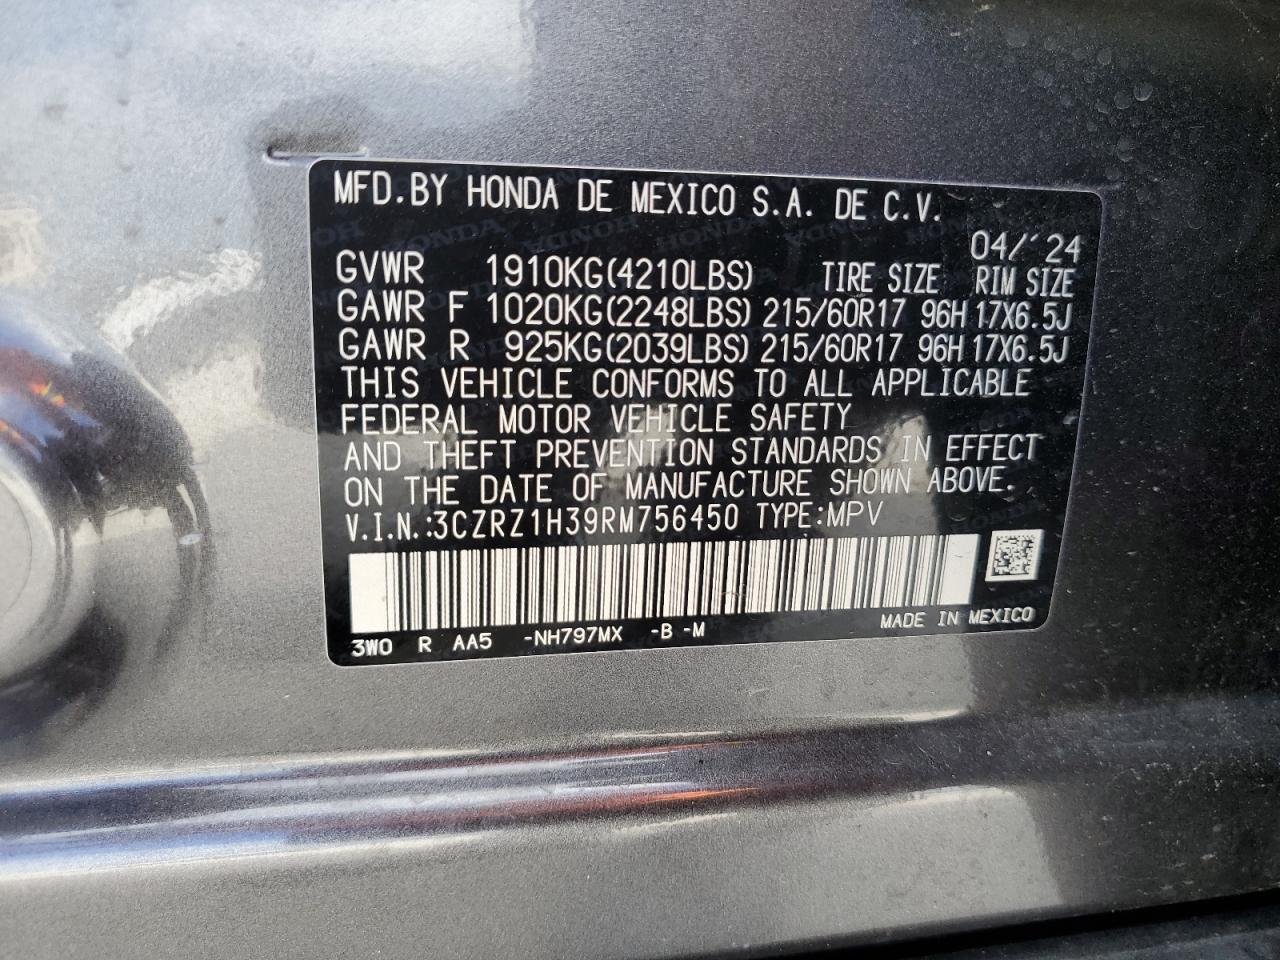 MFD.BY HONDA DE MEXICO S.A. DE C.V.
04/'24
GVWR 1910KG(4210LBS) TIRE SIZE RIM SIZE
GAWR F 1020KG(2248LBS) 215/60R17 96H 17X6.5J
GAWR R 925KG(2039LBS) 215/60R17 96H 17X6.5J
THIS VEHICLE CONFORMS TO ALL APPLICABLE
FEDERAL MOTOR VEHICLE SAFETY
AND THEFT PREVENTION STANDARDS IN EFFECT
ON THE DATE OF MANUFACTURE SHOWN ABOVE.
V.I.N.:3CZRZ1H39RM756450 TYPE:MPV
3WO R AA5 -NH797MX -B -M MADE IN MEXICO